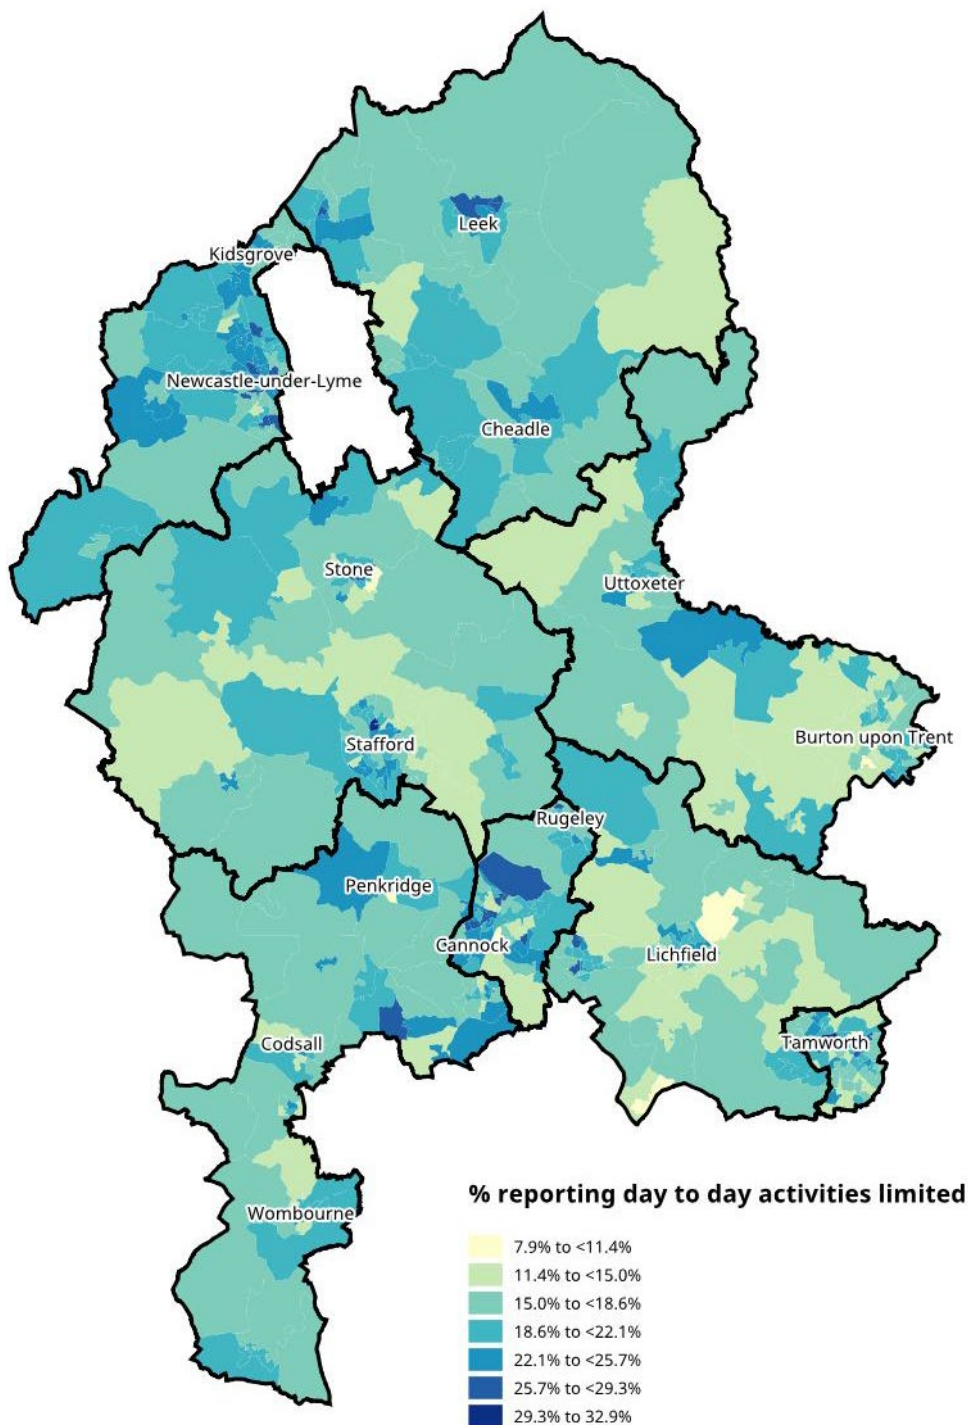 Leek
Kidsgrove
Newcastle-under-Lyme
Cheadle
Stone
Uttoxeter
Stafford
Burton upon Trent
Rugeley
Penkridge
Cannock
Lichfield
Codsall
Tamworth
Wombourne
% reporting day to day activities limited
7.9% to <11.4%
11.4% to <15.0%
15.0% to <18.6%
18.6% to <22.1%
22.1% to <25.7%
25.7% to <29.3%
29.3% to 32.9%